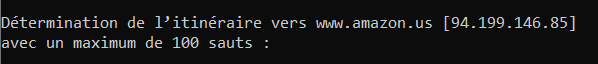 Détermination de l’itinéraire vers www.amazon.us [94.199.146.85]
avec un maximum de 100 sauts :